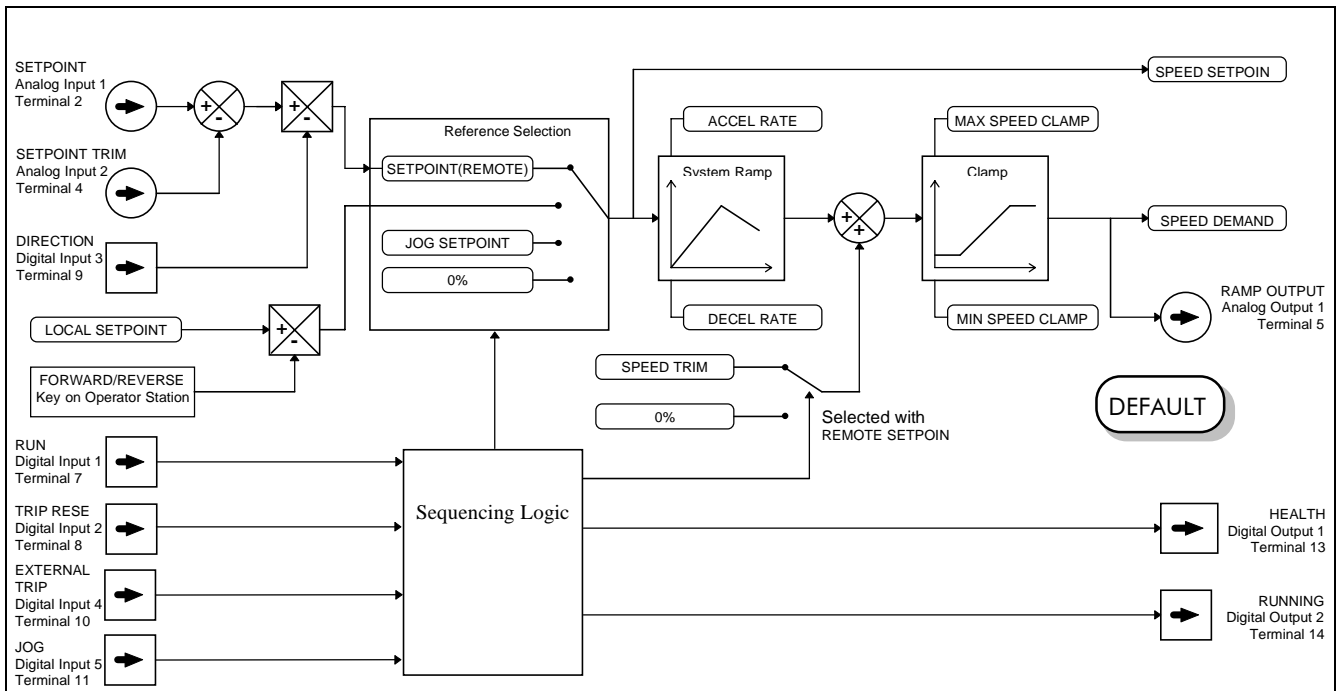 SETPOINT
Analog Input 1
Terminal 2
+
-
+
-
SETPOINT TRIM
Analog Input 2
Terminal 4
DIRECTION
Digital Input 3
Terminal 9
LOCAL SETPOINT
+
-
FORWARD/REVERSE
Key on Operator Station
Reference Selection
SETPOINT(REMOTE)
JOG SETPOINT
0%
SPEED SETPOIN
ACCEL RATE
System Ramp
DECEL RATE
+
+
MAX SPEED CLAMP
Clamp
MIN SPEED CLAMP
SPEED DEMAND
RAMP OUTPUT
Analog Output 1
Terminal 5
SPEED TRIM
0%
Selected with
REMOTE SETPOIN
DEFAULT
RUN
Digital Input 1
Terminal 7
TRIP RESE
Digital Input 2
Terminal 8
EXTERNAL
TRIP
Digital Input 4
Terminal 10
JOG
Digital Input 5
Terminal 11
Sequencing Logic
HEALTH
Digital Output 1
Terminal 13
RUNNING
Digital Output 2
Terminal 14